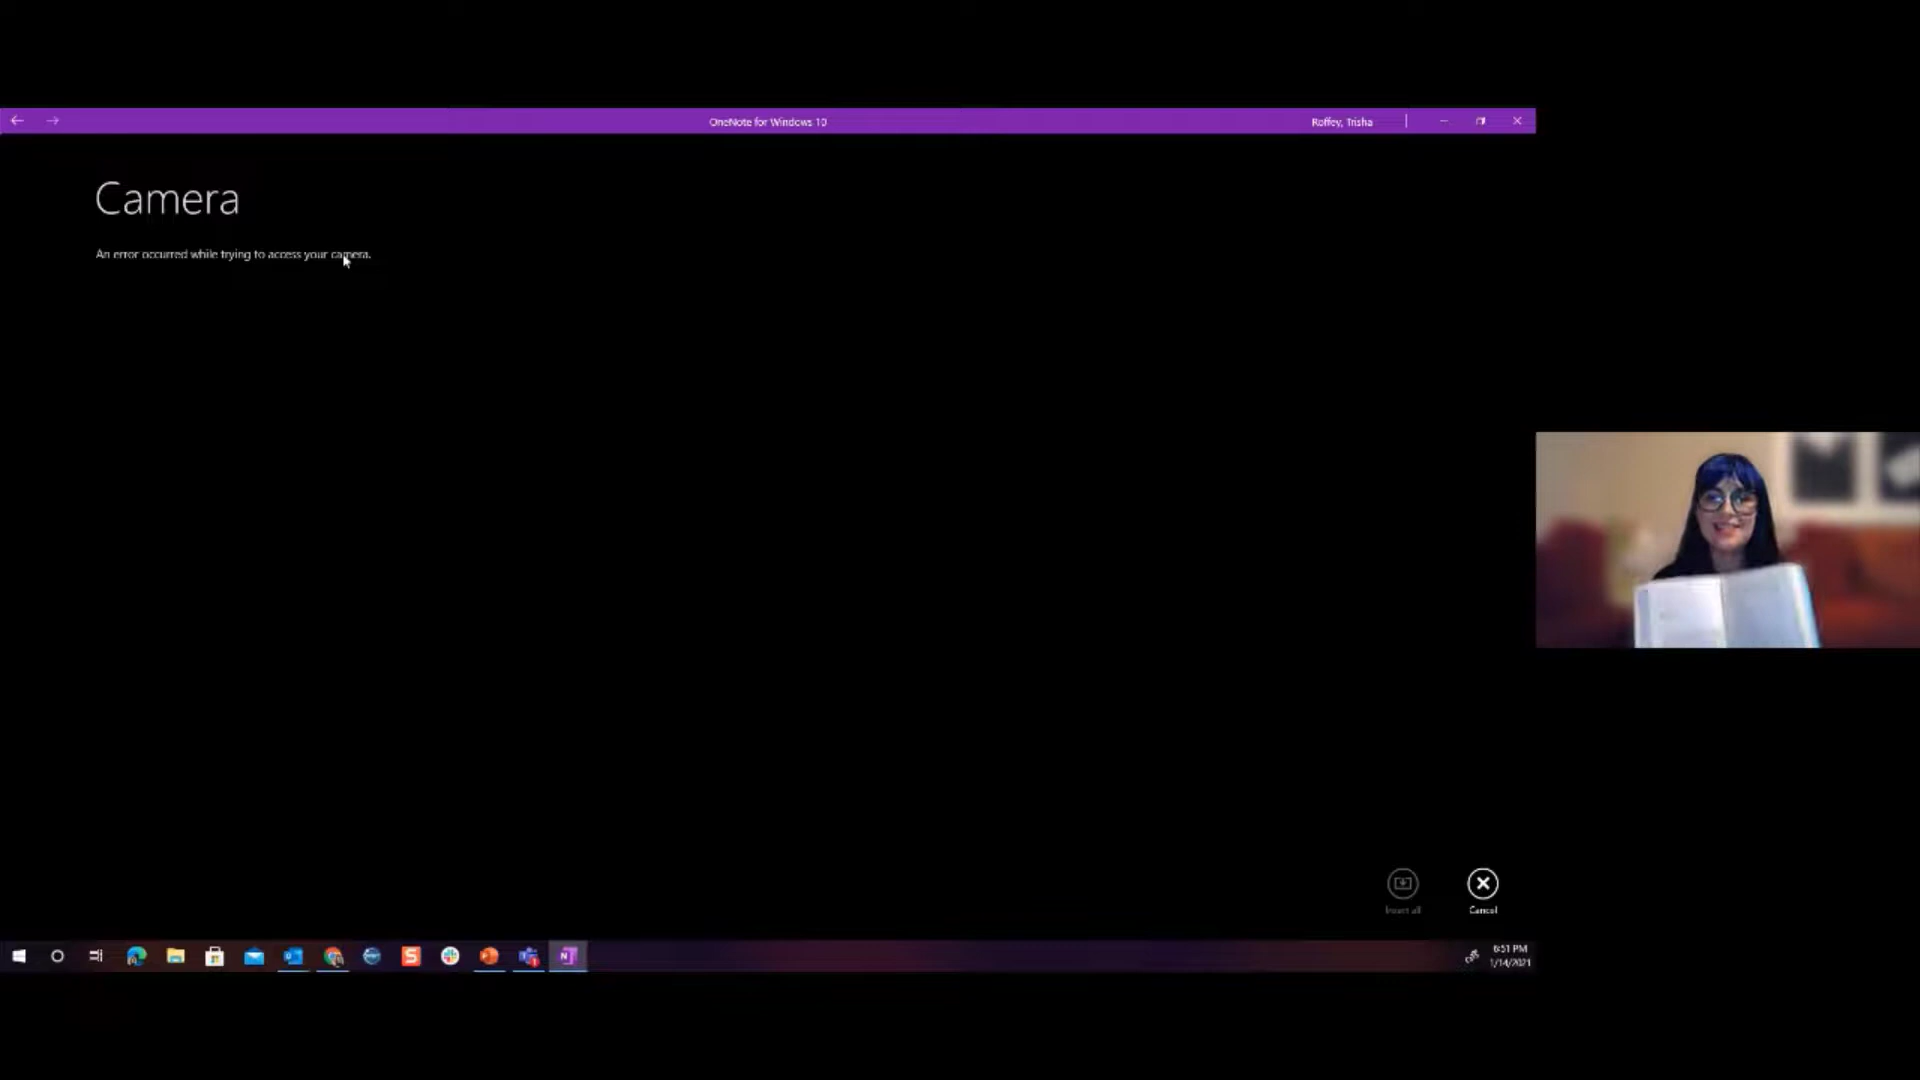 OneNote for Windows 10
Roffey, Trisha
Camera
An error occurred while trying to access your camera.
Insert all
Cancel
6:51 PM
1/14/2021